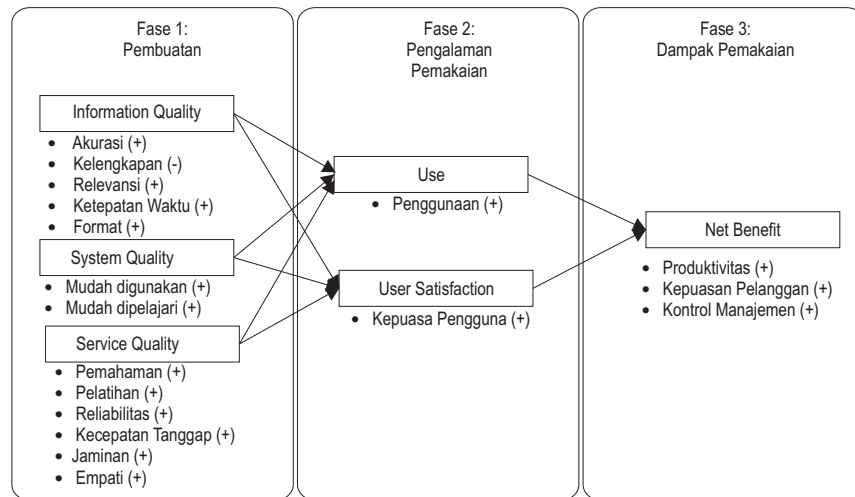 Fase 1:
Pembuatan
Information Quality
• Akurasi (+)
• Kelengkapan (-)
• Relevansi (+)
• Ketepatan Waktu (+)
• Format (+)
System Quality
• Mudah digunakan (+)
• Mudah dipelajari (+)
Service Quality
• Pemahaman (+)
• Pelatihan (+)
• Reliabilitas (+)
• Kecepatan Tanggap (+)
• Jaminan (+)
• Empati (+)
Fase 2:
Pengalaman
Pemakaian
Use
• Penggunaan (+)
User Satisfaction
• Kepuasa Pengguna (+)
Fase 3:
Dampak Pemakaian
Net Benefit
• Produktivitas (+)
• Kepuasan Pelanggan (+)
• Kontrol Manajemen (+)